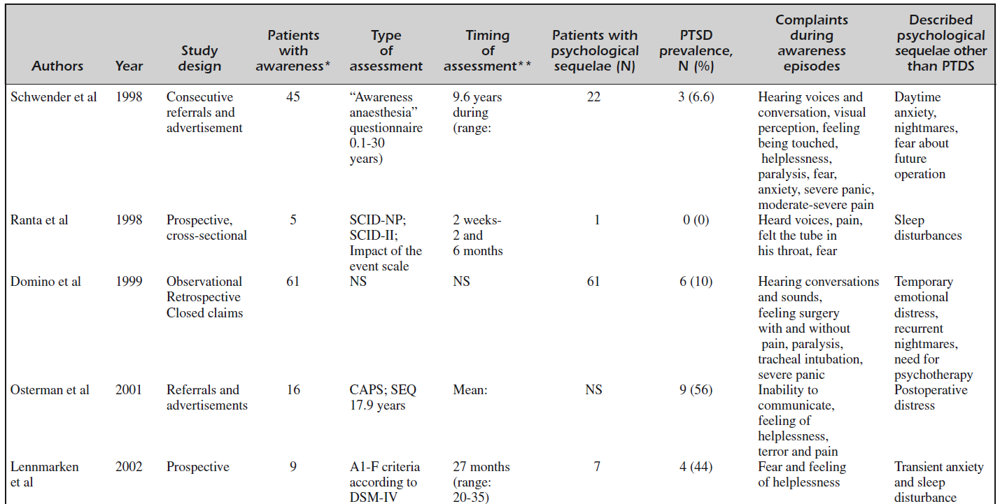 Authors Year Study design Patients with awareness* Type of assessment Timing of assessment** Patients with psychological sequelae (N) PTSD prevalence, N (%) Complaints during awareness episodes Described psychological sequelae other than PTDS
Schwender et al 1998 Consecutive 45 “Awareness 9.6 years 22 3 (6.6) Hearing voices and Daytime
referrals and anaesthesia” during conversation, visual anxiety,
advertisement questionnaire (range: perception, feeling nightmares,
0.1-30 being touched, fear about
years) helplessness, future
paralysis, fear, operation
anxiety, severe panic,
moderate-severe pain
Ranta et al 1998 Prospective, 5 SCID-NP; 2 weeks- 1 0 (0) Heard voices, pain, Sleep
cross-sectional SCID-II; 2 and felt the tube in disturbances
Impact of the 6 months his throat, fear
event scale
Domino et al 1999 Observational 61 NS NS 61 6 (10) Hearing conversations Temporary
Retrospective and sounds, emotional
Closed claims feeling surgery distress,
with and without recurrent
pain, paralysis, nightmares,
tracheal intubation, need for
severe panic psychotherapy
Osterman et al 2001 Referrals and 16 CAPS; SEQ Mean: NS 9 (56) Inability to Postoperative
advertisements 17.9 years communicate, distress
feeling of
helplessness,
terror and pain
Lennmarken 2002 Prospective 9 A1-F criteria 27 months 7 4 (44) Fear and feeling Transient anxiety
et al according to (range: of helplessness and sleep
DSM-IV 20-35) disturbance